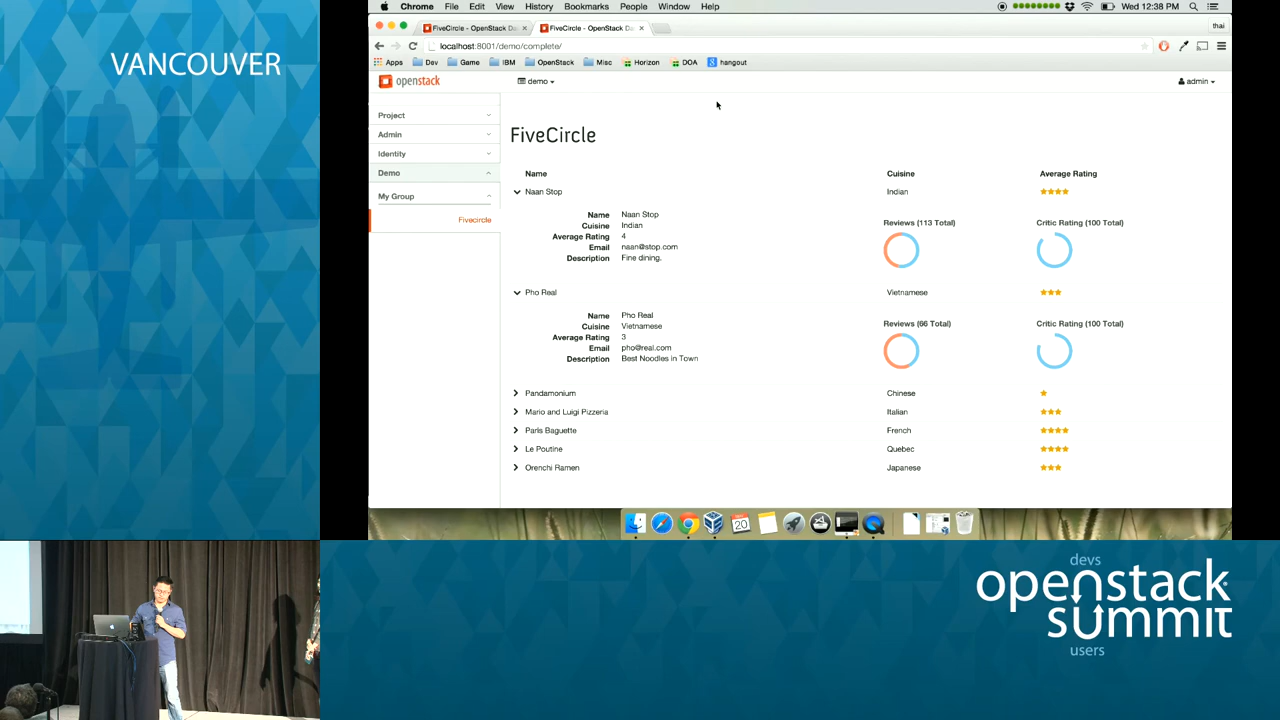 VANCOUVER
Chrome File Edit View History Bookmarks People Window Help
Wed 12:38 PM
FiveCircle - OpenStack Da
FiveCircle - OpenStack Da
thai
localhost:8001/demo/complete/
Apps Dev Game IBM OpenStack Misc Horizon DOA hangout
openstack
demo
admin
Project
Admin
Identity
Demo
My Group
Fivecircle
FiveCircle
Name Cuisine Average Rating
Naan Stop Indian
Name Naan Stop
Cuisine Indian
Average Rating 4
Email naan@stop.com
Description Fine dining.
Reviews (113 Total) Critic Rating (100 Total)
Pho Real Vietnamese
Name Pho Real
Cuisine Vietnamese
Average Rating 3
Email pho@real.com
Description Best Noodles in Town
Reviews (66 Total) Critic Rating (100 Total)
Pandamonium Chinese
Mario and Luigi Pizzeria Italian
Paris Baguette French
Le Poutine Quebec
Orenchi Ramen Japanese
20
devs
openstack
summit
users